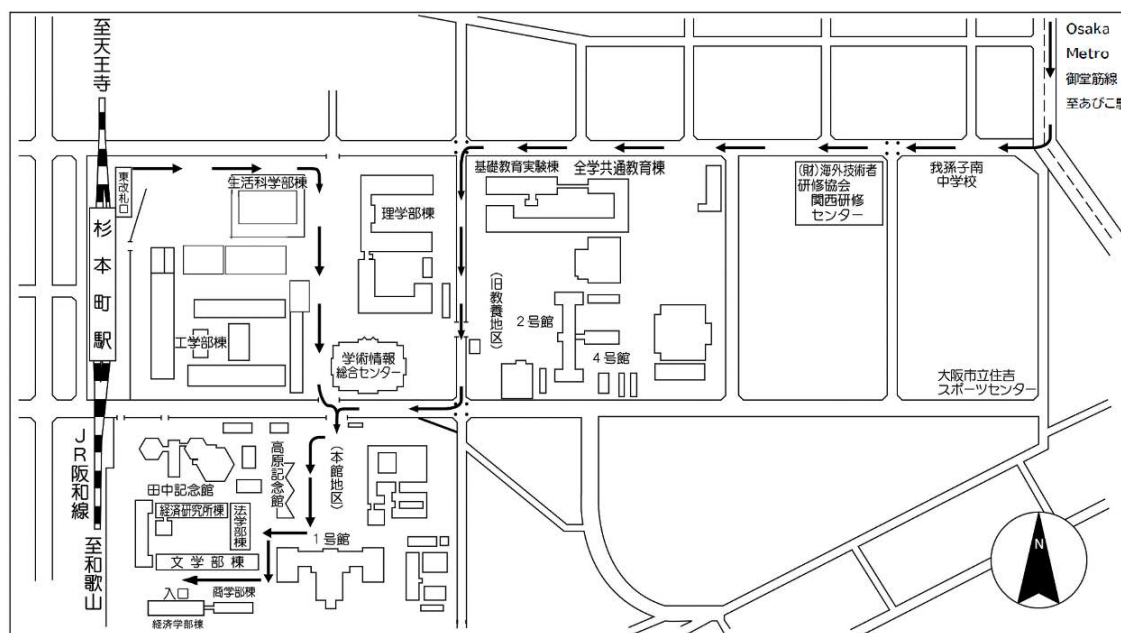 至天王寺
東改札口
杉本町駅
JR阪和線
至和歌山
生活科学部棟
理学部棟
工学部棟
学術情報
総合センター
基礎教育実験棟
全学共通教育棟
(旧教養地区)
2号館
4号館
(財)海外技術者
研修協会
関西研修
センター
我孫子南
中学校
大阪市立住吉
スポーツセンター
Osaka
Metro
御堂筋線
至あびこ駅
田中記念館
高原記念館
(本館地区)
経済研究所棟
法学部棟
文学部棟
1号館
入口
商学部棟
経済学部棟
N